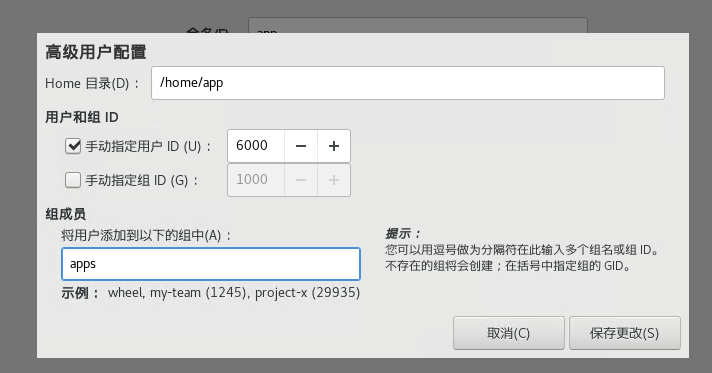 app
高级用户配置
Home 目录(D)： /home/app
用户和组 ID
手动指定用户 ID (U)： 6000 − +
手动指定组 ID (G)： 1000 − +
组成员
将用户添加到以下的组中(A)：
apps
示例： wheel, my-team (1245), project-x (29935)
提示：
您可以用逗号做为分隔符在此输入多个组名或组 ID。
不存在的组将会创建；在括号中指定组的 GID。
取消(C) 保存更改(S)